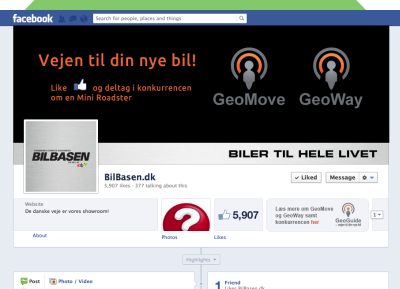 facebook
Search for people, places and things
Vejen til din nye bil!
Like og deltag i konkurrencen
om en Mini Roadster
GeoMove GeoWay
BILBASEN
BILER TIL HELE LIVET
BilBasen.dk
5,907 likes · 377 talking about this
Liked
Message
Website
De danske veje er vores showroom!
About
Photos
5,907
Likes
Læs mere om GeoMove
og GeoWay samt
konkurrencen her
GeoGuide
1
Highlights
Post
Photo / Video
1 Friend
Likes BilBasen.dk